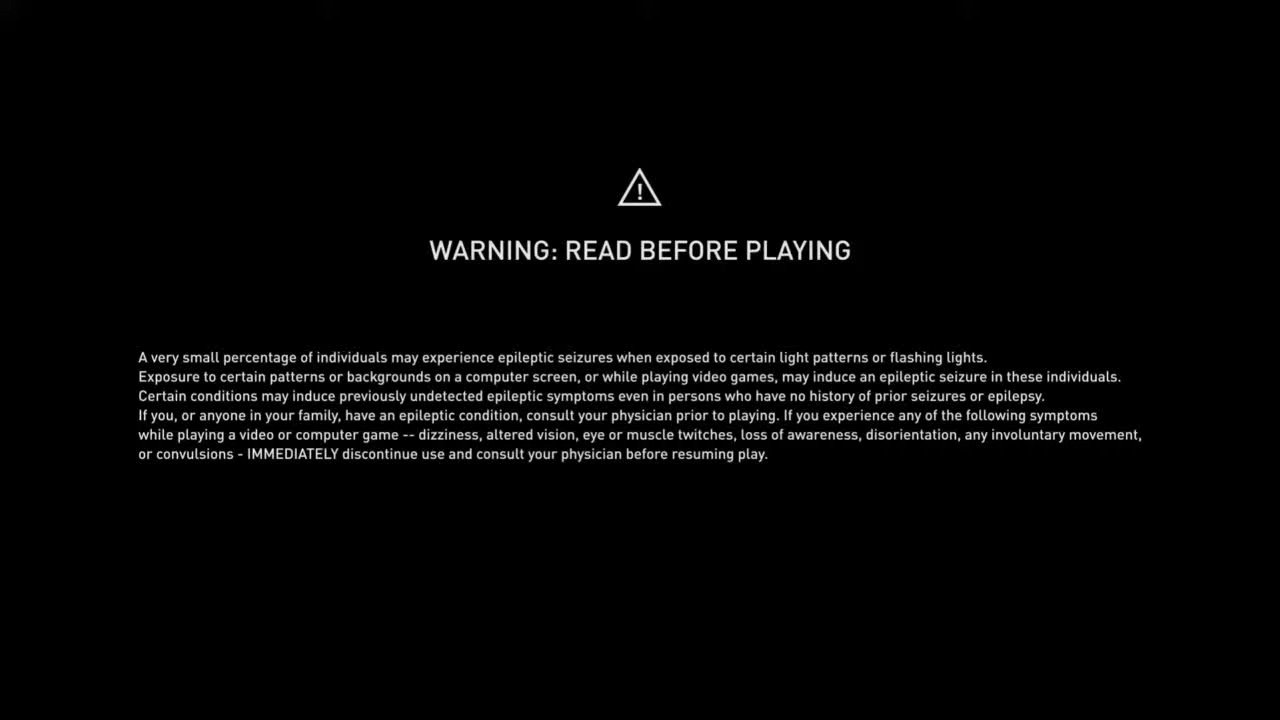 WARNING: READ BEFORE PLAYING
A very small percentage of individuals may experience epileptic seizures when exposed to certain light patterns or flashing lights.
Exposure to certain patterns or backgrounds on a computer screen, or while playing video games, may induce an epileptic seizure in these individuals.
Certain conditions may induce previously undetected epileptic symptoms even in persons who have no history of prior seizures or epilepsy.
If you, or anyone in your family, have an epileptic condition, consult your physician prior to playing. If you experience any of the following symptoms
while playing a video or computer game -- dizziness, altered vision, eye or muscle twitches, loss of awareness, disorientation, any involuntary movement,
or convulsions - IMMEDIATELY discontinue use and consult your physician before resuming play.